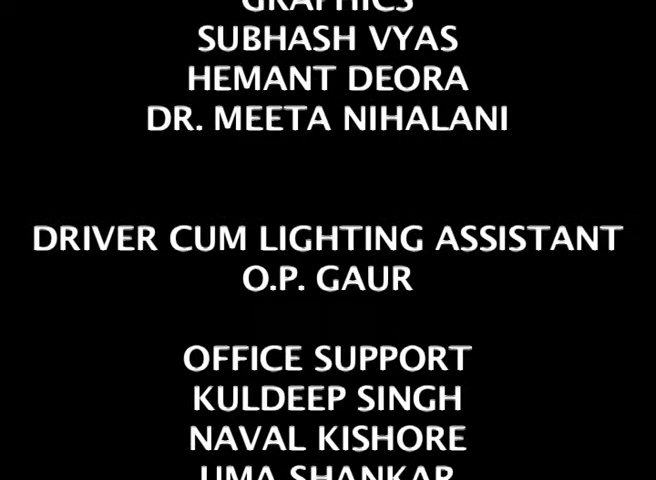 GRAPHICS
SUBHASH VYAS
HEMANT DEORA
DR. MEETA NIHALANI
DRIVER CUM LIGHTING ASSISTANT
O.P. GAUR
OFFICE SUPPORT
KULDEEP SINGH
NAVAL KISHORE
UMA SHANKAR